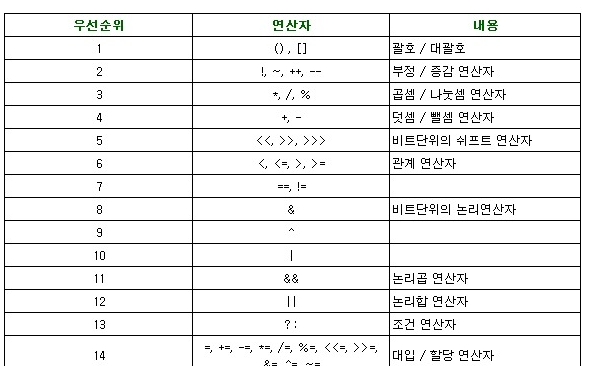 우선순위 연산자 내용
1 () , [] 괄호 / 대괄호
2 !, ~, ++, -- 부정 / 증감 연산자
3 *, /, % 곱셈 / 나눗셈 연산자
4 +, - 덧셈 / 뺄셈 연산자
5 <<, >>, >>> 비트단위의 쉬프트 연산자
6 <, <=, >, >= 관계 연산자
7 ==, !=
8 & 비트단위의 논리연산자
9 ^
10 |
11 && 논리곱 연산자
12 || 논리합 연산자
13 ? : 조건 연산자
14 =, +=, -=, *=, /=, %=, <<=, >>=, 대입 / 할당 연산자
&=, ^=, ~=